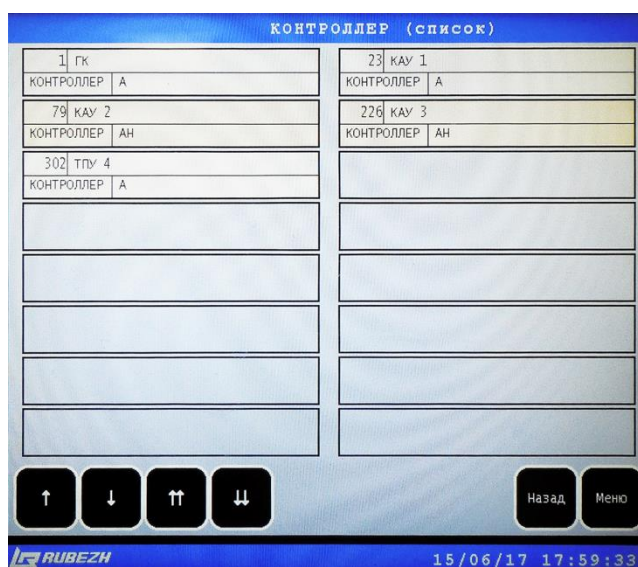 КОНТРОЛЛЕР (список)
1 ГК
КОНТРОЛЛЕР А
23 КАУ 1
КОНТРОЛЛЕР А
79 КАУ 2
КОНТРОЛЛЕР АН
226 КАУ 3
КОНТРОЛЛЕР АН
302 ТПУ 4
КОНТРОЛЛЕР А
↑ ↓ ⇈ ⇊ Назад Меню
RUBEZH 15/06/17 17:59:33